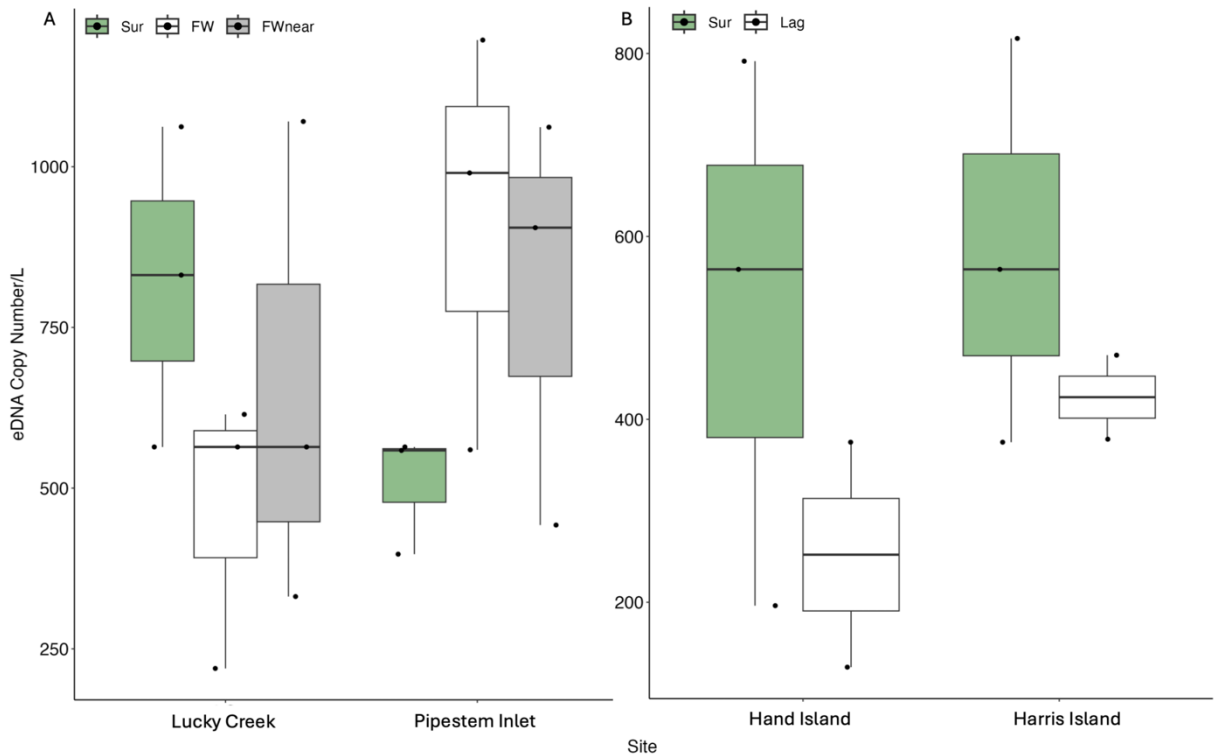 A
Sur FW FWnear
B
Sur Lag
eDNA Copy Number/L
1000
750
500
250
800
600
400
200
Lucky Creek Pipestem Inlet
Hand Island Harris Island
Site